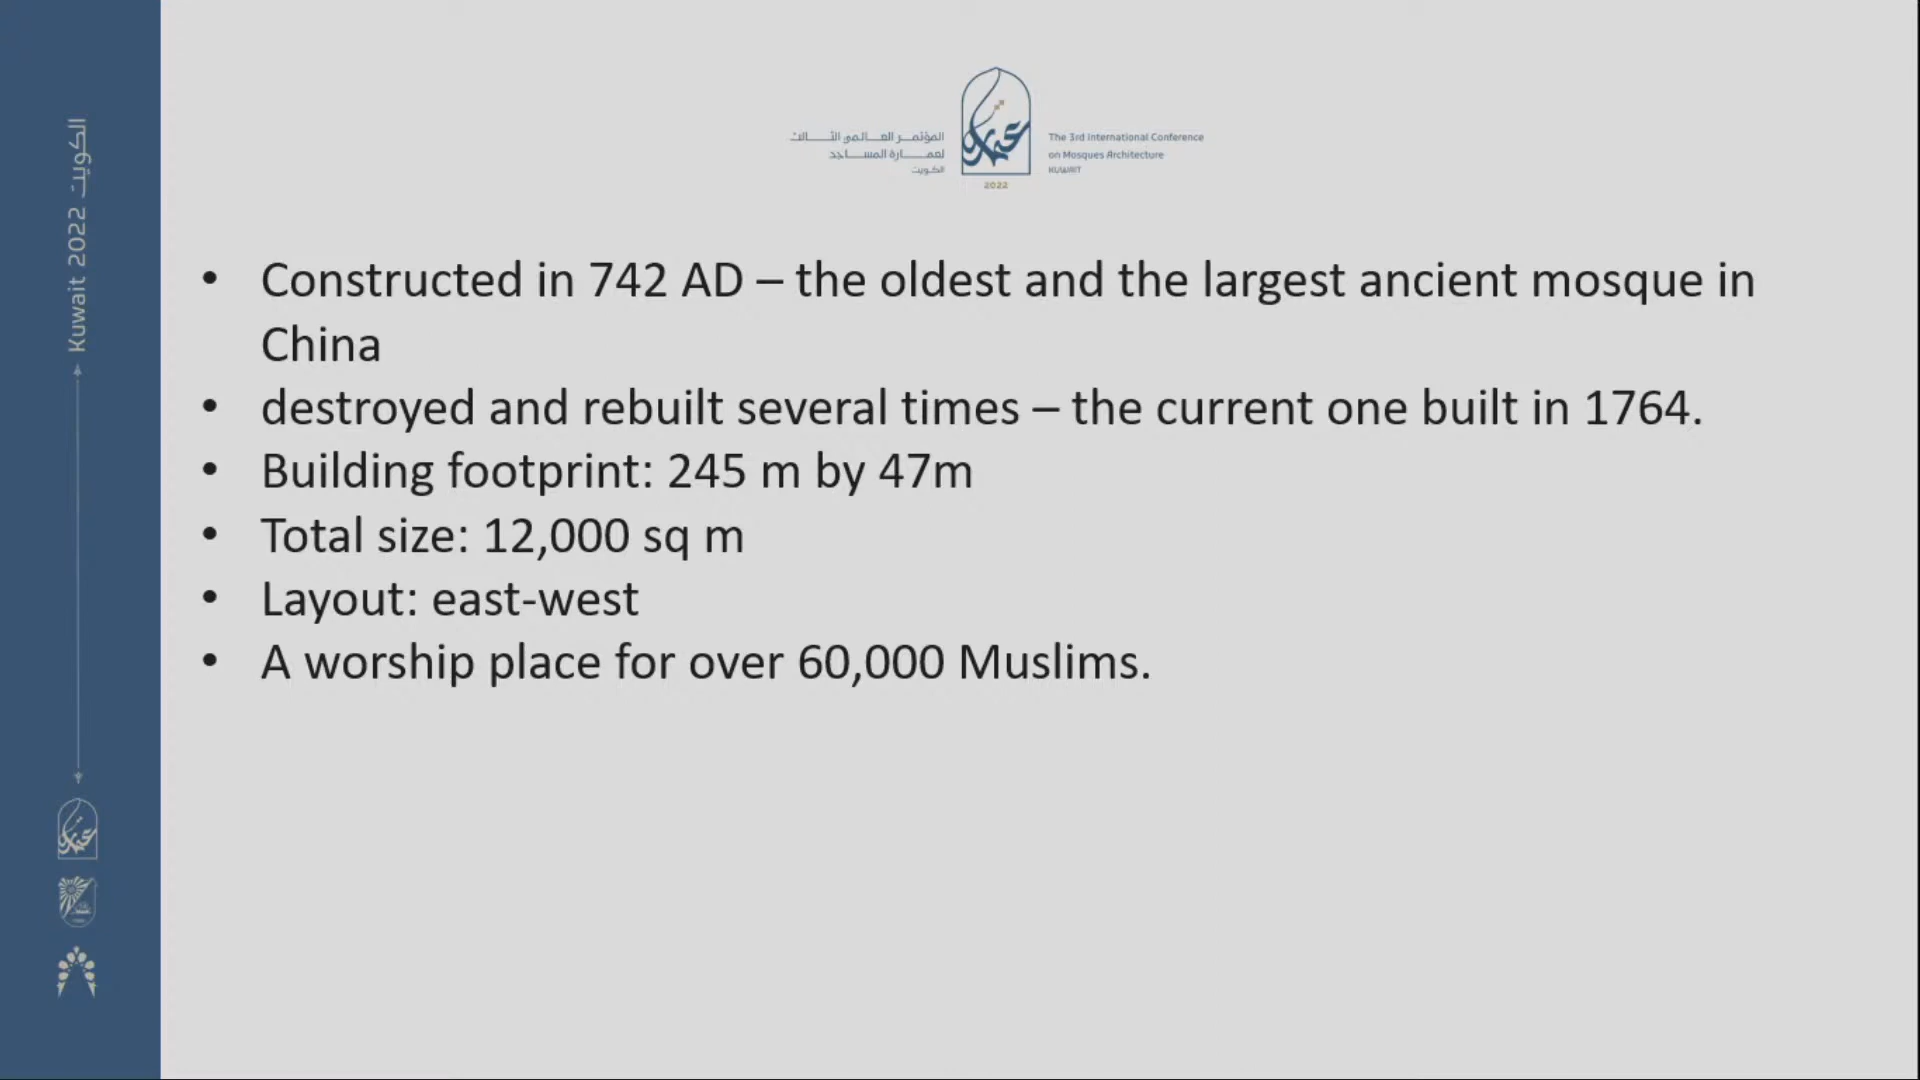 الكويت Kuwait 2022
المؤتمر العالمي الثالث
لعمارة المساجد
الكويت
2022
The 3rd International Conference
on Mosques Architecture
KUWAIT
• Constructed in 742 AD – the oldest and the largest ancient mosque in
China
• destroyed and rebuilt several times – the current one built in 1764.
• Building footprint: 245 m by 47m
• Total size: 12,000 sq m
• Layout: east-west
• A worship place for over 60,000 Muslims.